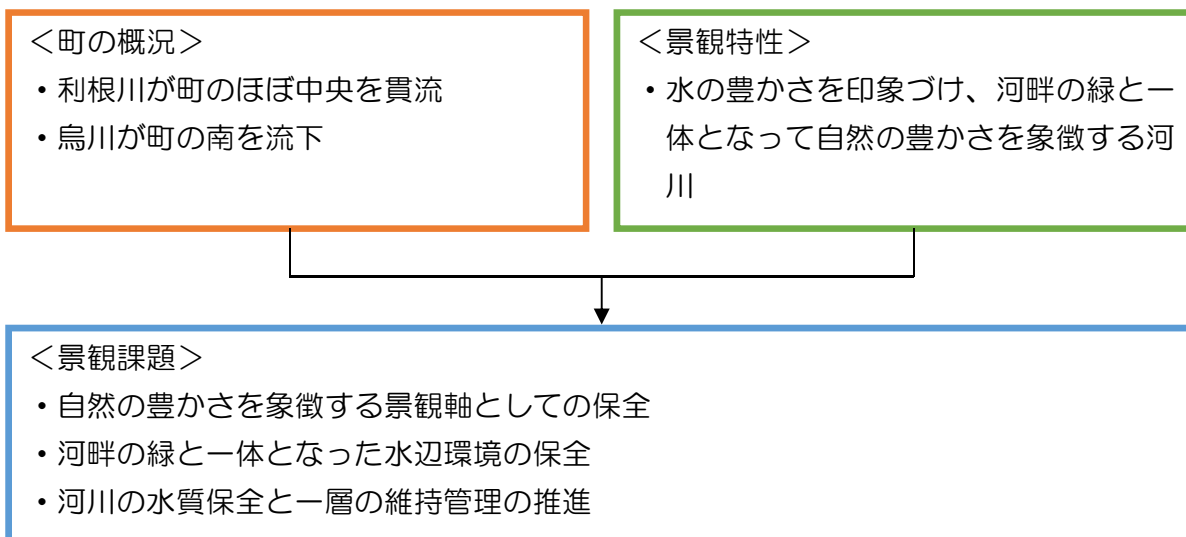 ＜町の概況＞
・利根川が町のほぼ中央を貫流
・烏川が町の南を流下
＜景観特性＞
・水の豊かさを印象づけ、河畔の緑と一
体となって自然の豊かさを象徴する河
川
＜景観課題＞
・自然の豊かさを象徴する景観軸としての保全
・河畔の緑と一体となった水辺環境の保全
・河川の水質保全と一層の維持管理の推進